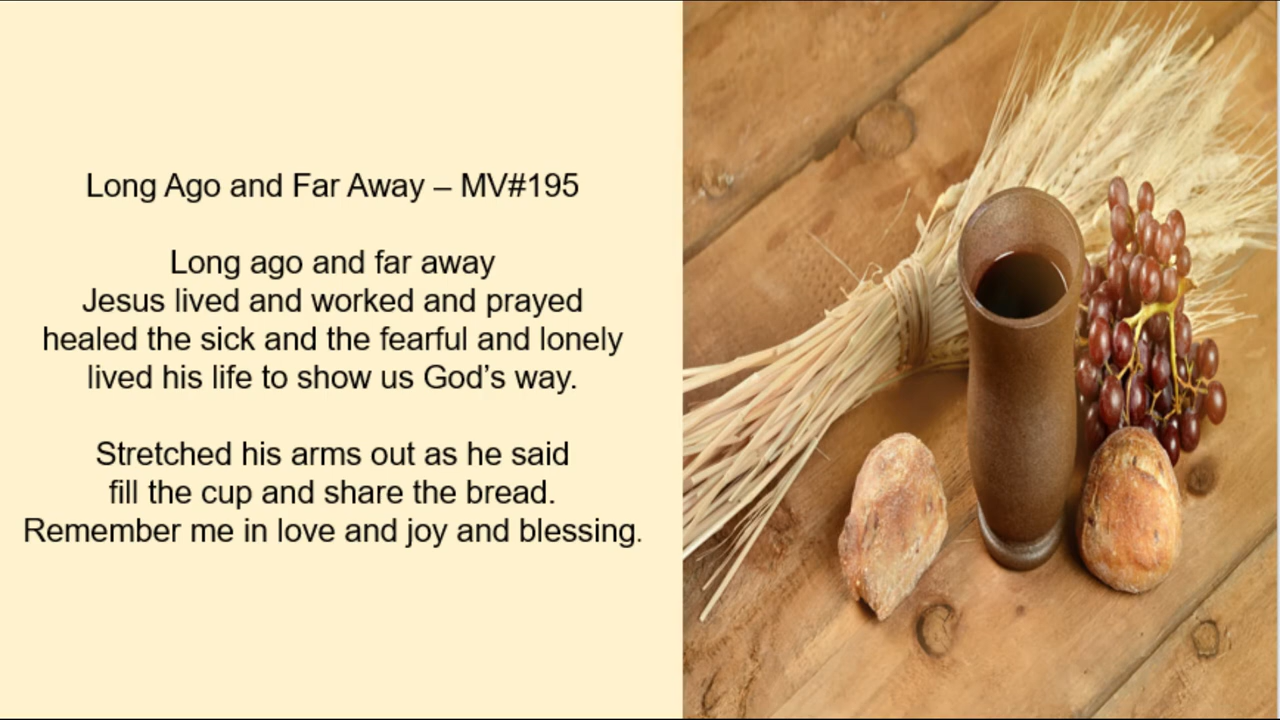 Long Ago and Far Away – MV#195
Long ago and far away
Jesus lived and worked and prayed
healed the sick and the fearful and lonely
lived his life to show us God’s way.
Stretched his arms out as he said
fill the cup and share the bread.
Remember me in love and joy and blessing.